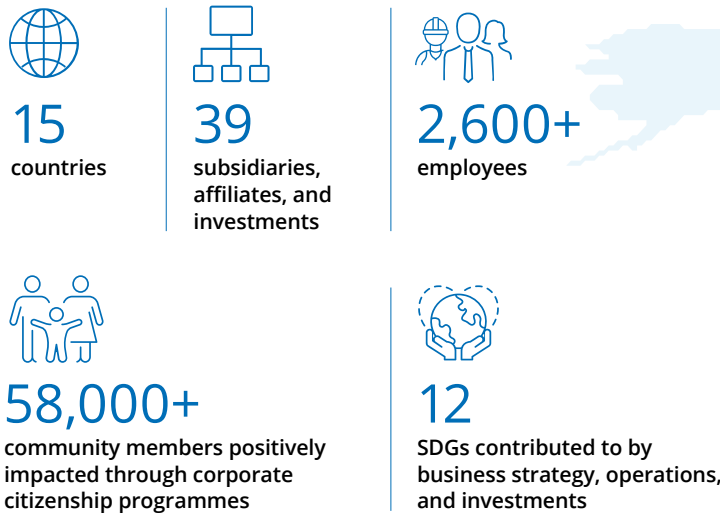 15
countries
39
subsidiaries,
affiliates, and
investments
2,600+
employees
58,000+
community members positively
impacted through corporate
citizenship programmes
12
SDGs contributed to by
business strategy, operations,
and investments